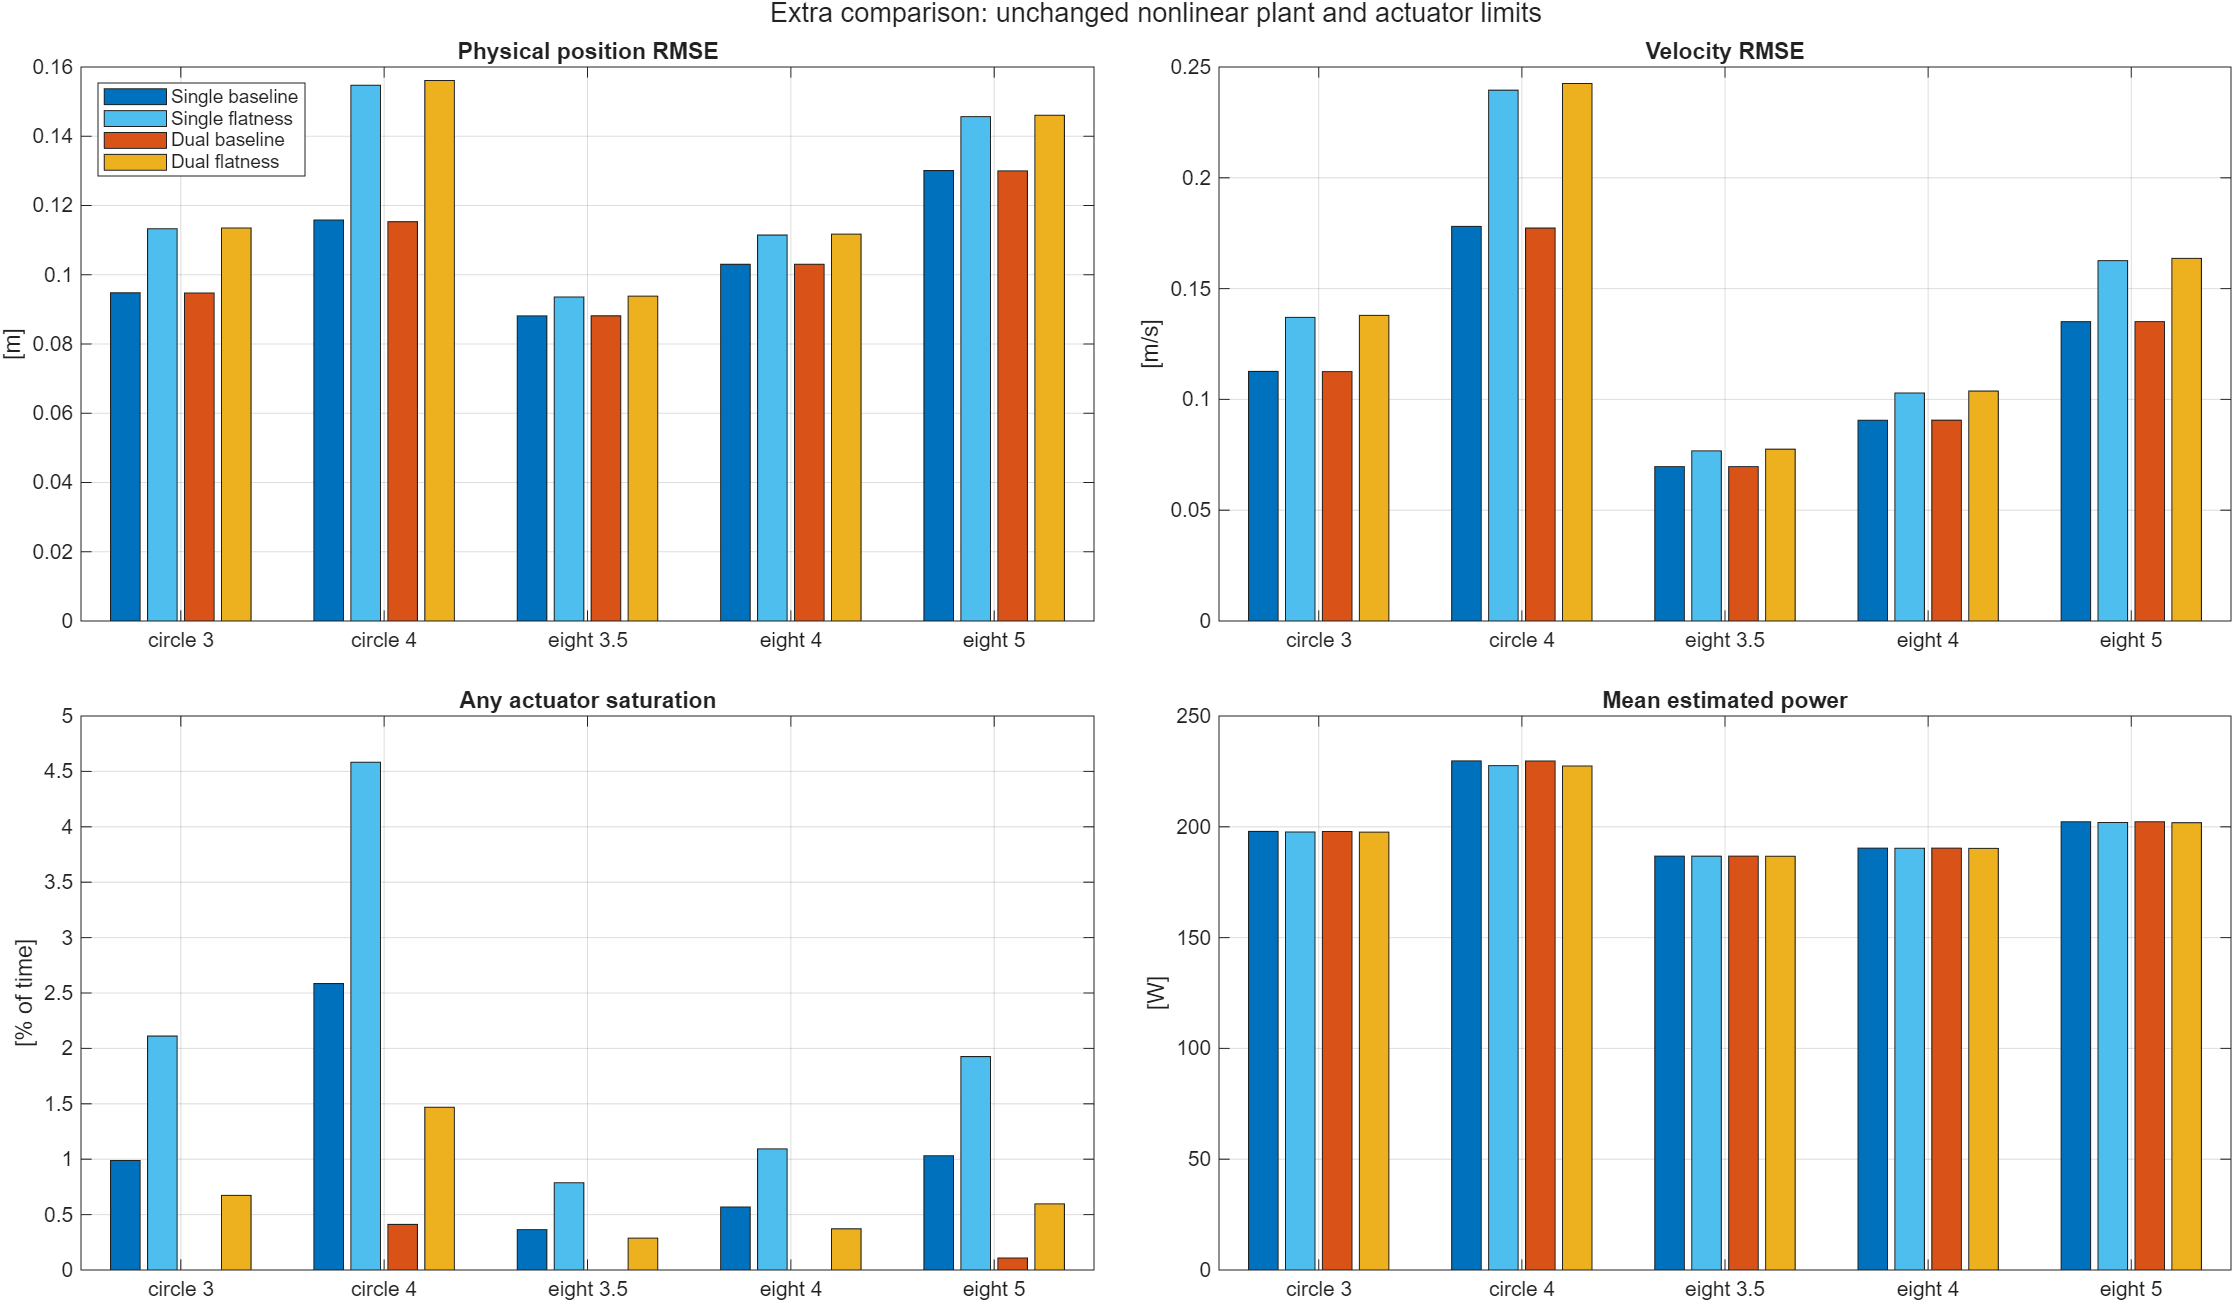 Extra comparison: unchanged nonlinear plant and actuator limits
Physical position RMSE
[m]
0.16
0.14
0.12
0.1
0.08
0.06
0.04
0.02
0
Single baseline
Single flatness
Dual baseline
Dual flatness
circle 3
circle 4
eight 3.5
eight 4
eight 5
Velocity RMSE
[m/s]
0.25
0.2
0.15
0.1
0.05
0
circle 3
circle 4
eight 3.5
eight 4
eight 5
Any actuator saturation
[% of time]
5
4.5
4
3.5
3
2.5
2
1.5
1
0.5
0
circle 3
circle 4
eight 3.5
eight 4
eight 5
Mean estimated power
[W]
250
200
150
100
50
0
circle 3
circle 4
eight 3.5
eight 4
eight 5